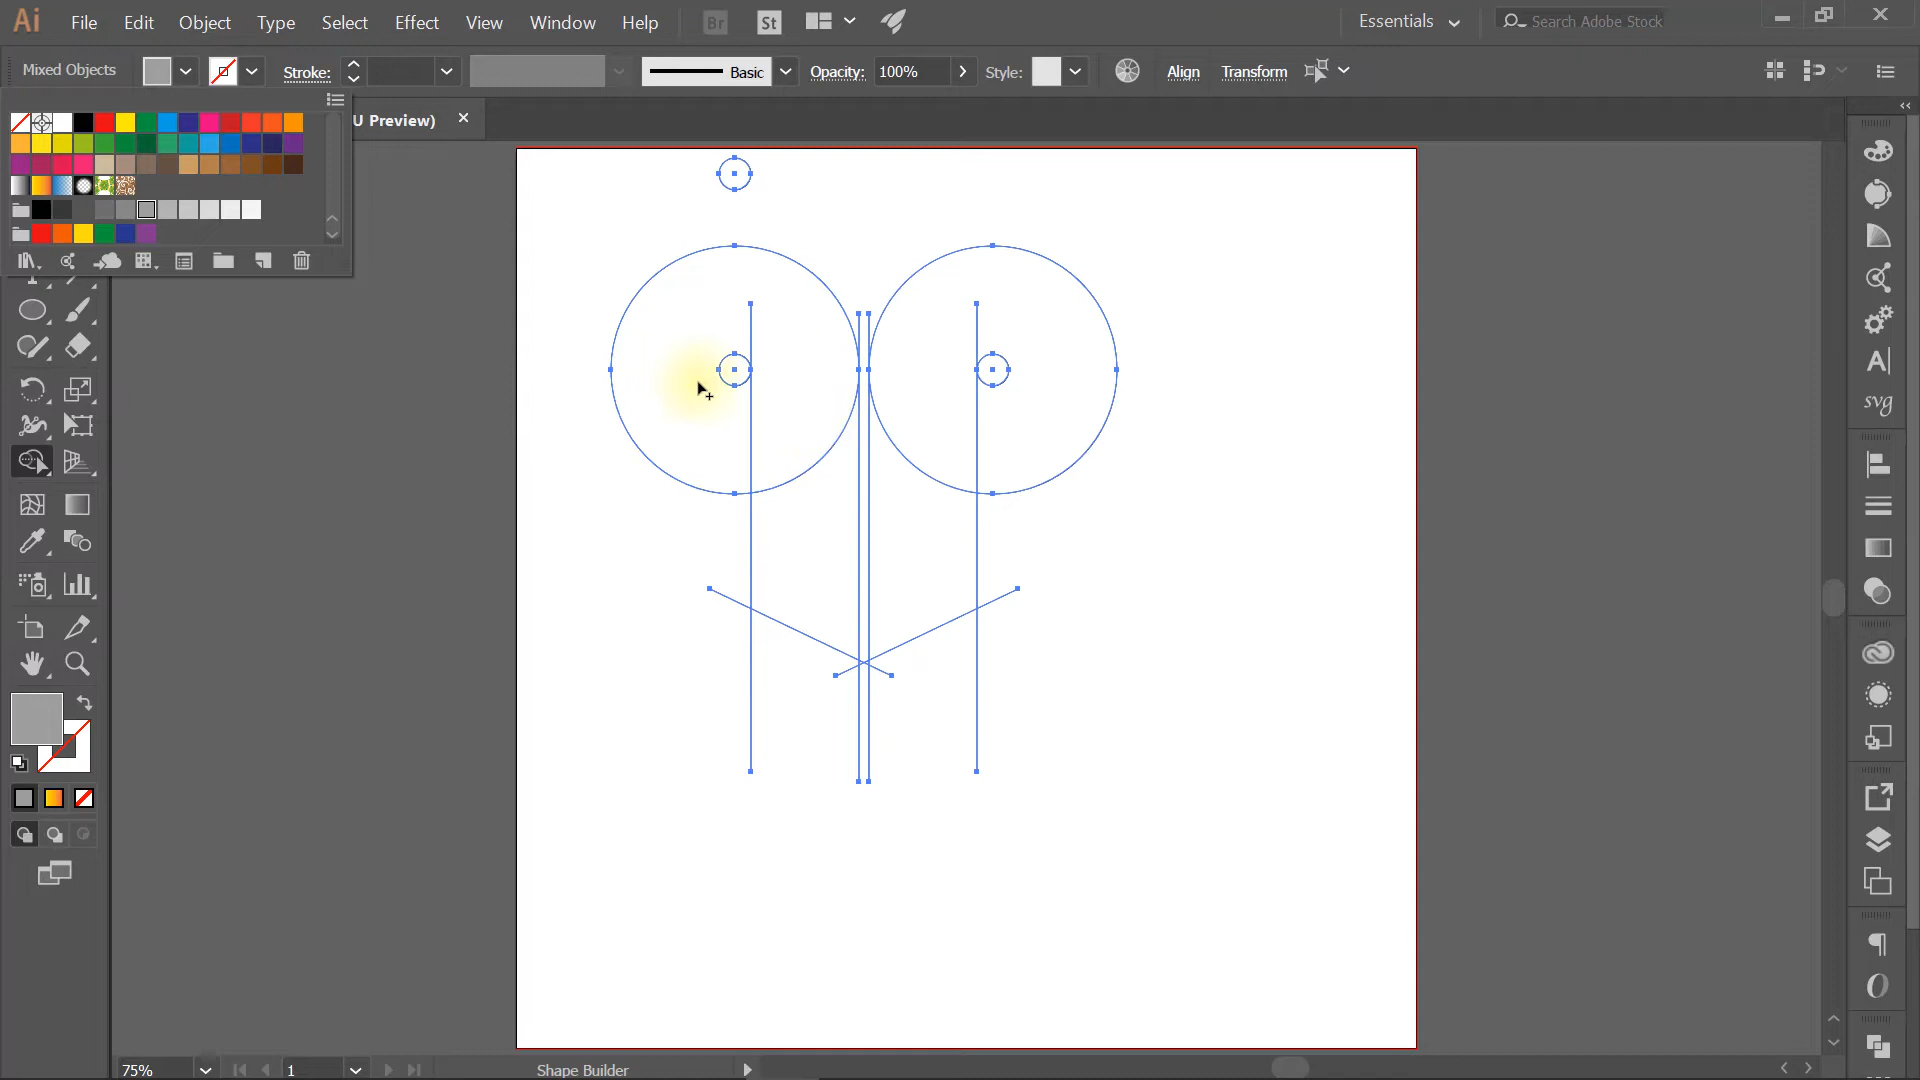 Ai File Edit Object Type Select Effect View Window Help Br St Essentials Search Adobe Stock
Mixed Objects Stroke: Basic Opacity: 100% Style: Align Transform
U Preview)
A
svg
75% 1 Shape Builder